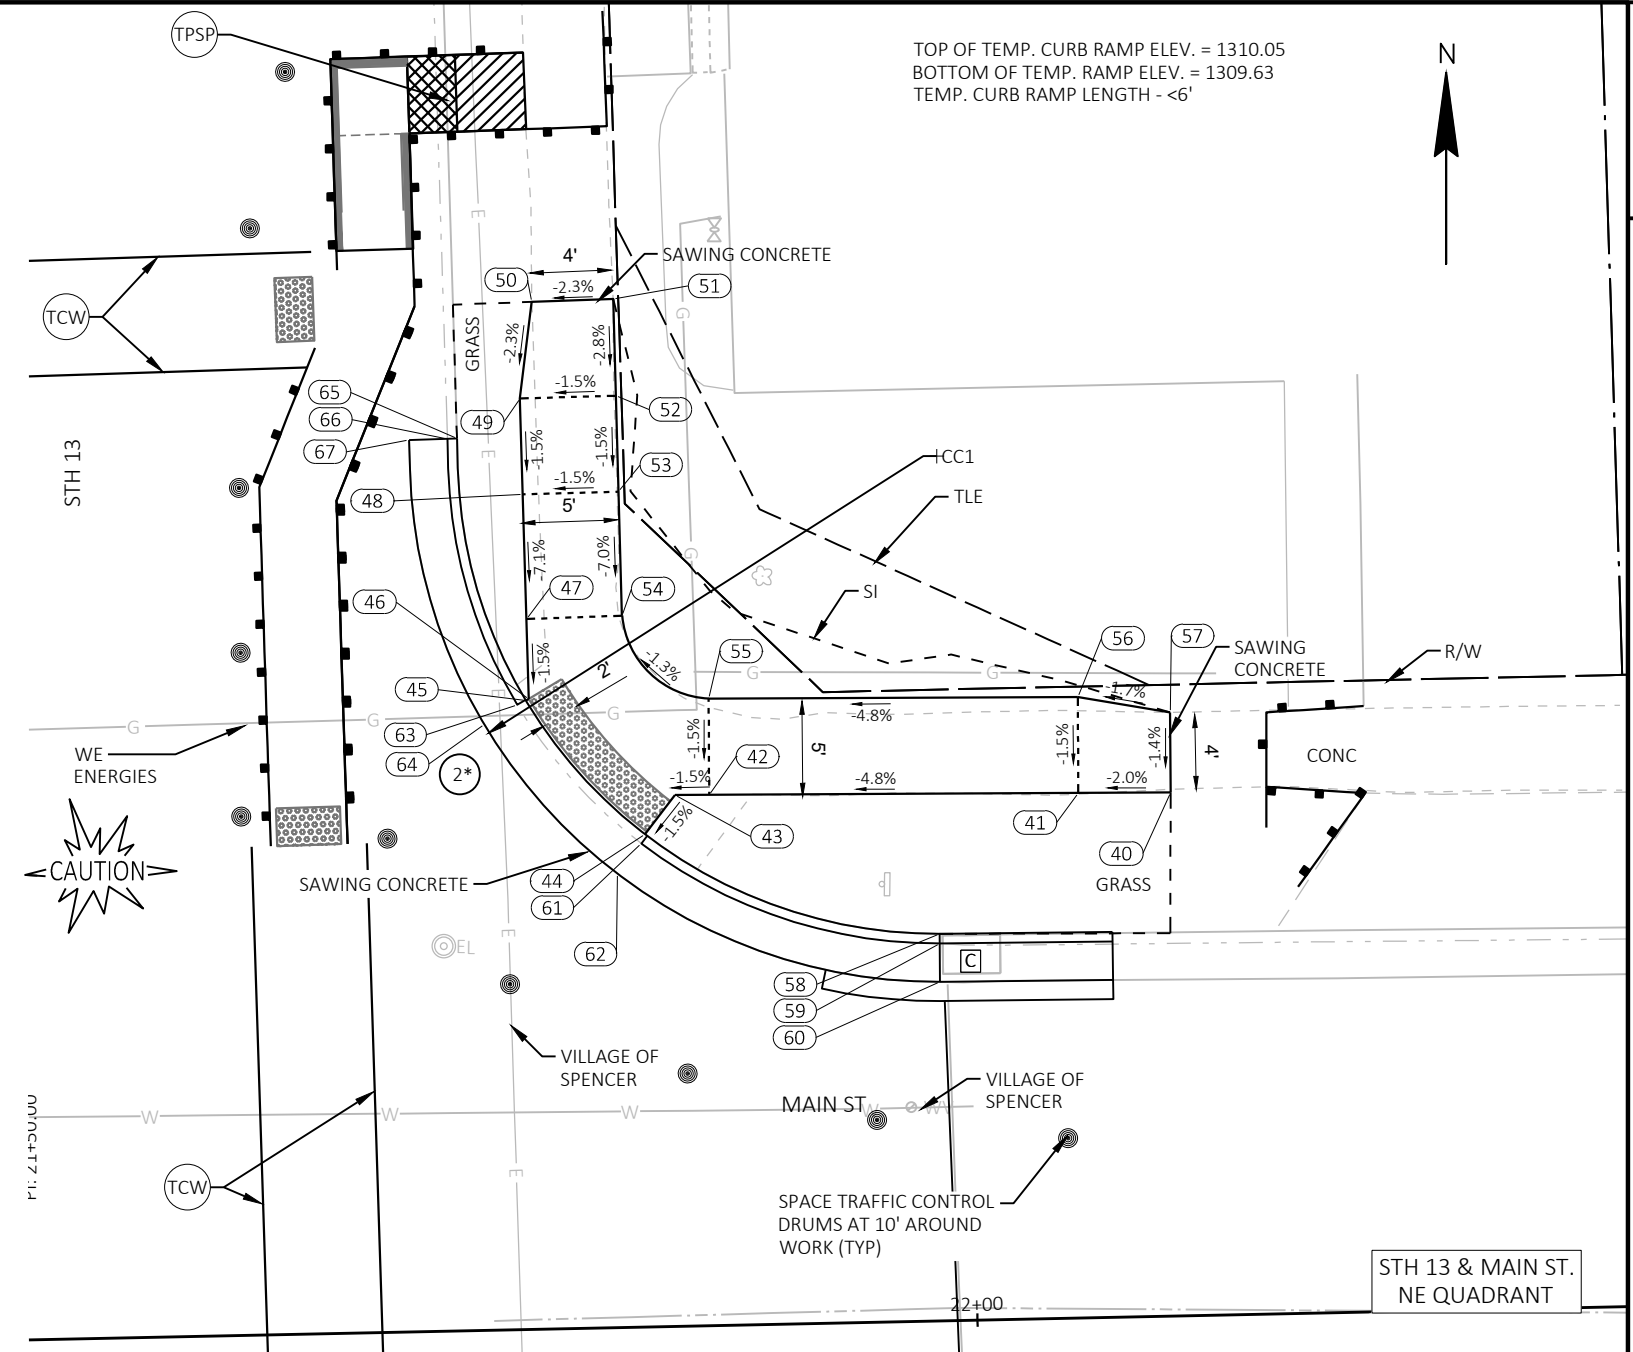 TPSP
TOP OF TEMP. CURB RAMP ELEV. = 1310.05
BOTTOM OF TEMP. RAMP ELEV. = 1309.63
TEMP. CURB RAMP LENGTH - <6'
N
E
4'
SAWING CONCRETE
50
-2.3%
51
TCW
G
GRASS
-2.3%
-2.8%
65
-1.5%
66
49
52
67
STH 13
-1.5%
-1.5%
E
CC1
53
48
-1.5%
5'
TLE
-7.1%
-7.0%
G
46
47
54
SI
56
57
SAWING
CONCRETE
R/W
-1.5%
2'
-1.3%
55
G
G
45
E
-1.7%
G
G
G
63
-4.8%
64
-1.5%
5'
-1.5%
-1.4%
4'
WE
ENERGIES
2*
42
CONC
-1.5%
-4.8%
-2.0%
-1.5%
43
41
40
CAUTION
SAWING CONCRETE
44
GRASS
61
EL
E
62
C
58
59
60
VILLAGE OF
SPENCER
VILLAGE OF
SPENCER
MAIN ST
W
W
W
W
W
PI: 21+50.00
TCW
E
SPACE TRAFFIC CONTROL
DRUMS AT 10' AROUND
WORK (TYP)
STH 13 & MAIN ST.
NE QUADRANT
22+00